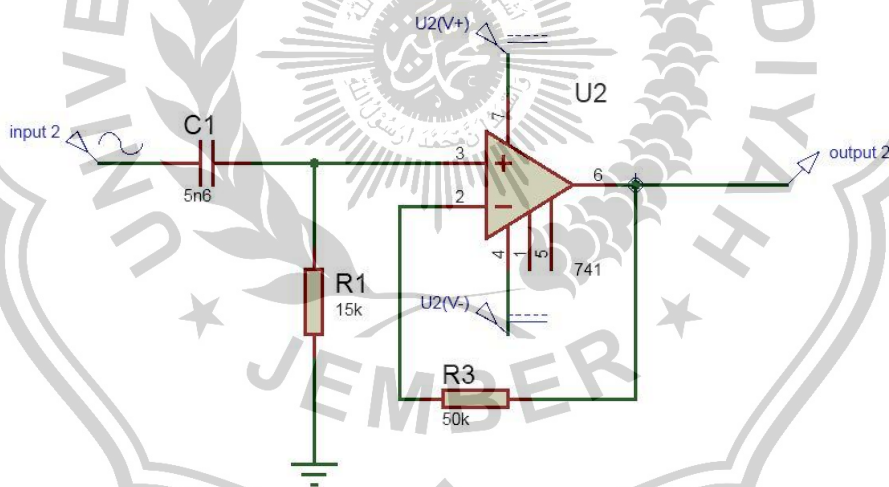 U2(V+)
U2
7
input 2
C1
3
+
output 2
6
5n6
2
-
4
1
5
741
R1
15k
U2(V-)
R3
50k
JEMBER